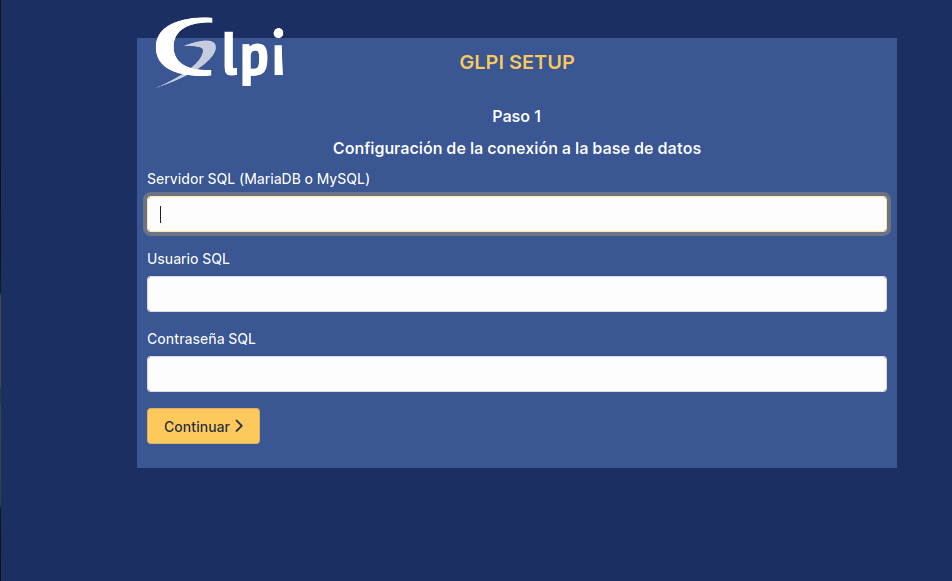 Glpi
GLPI SETUP
Paso 1
Configuración de la conexión a la base de datos
Servidor SQL (MariaDB o MySQL)
Usuario SQL
Contraseña SQL
Continuar